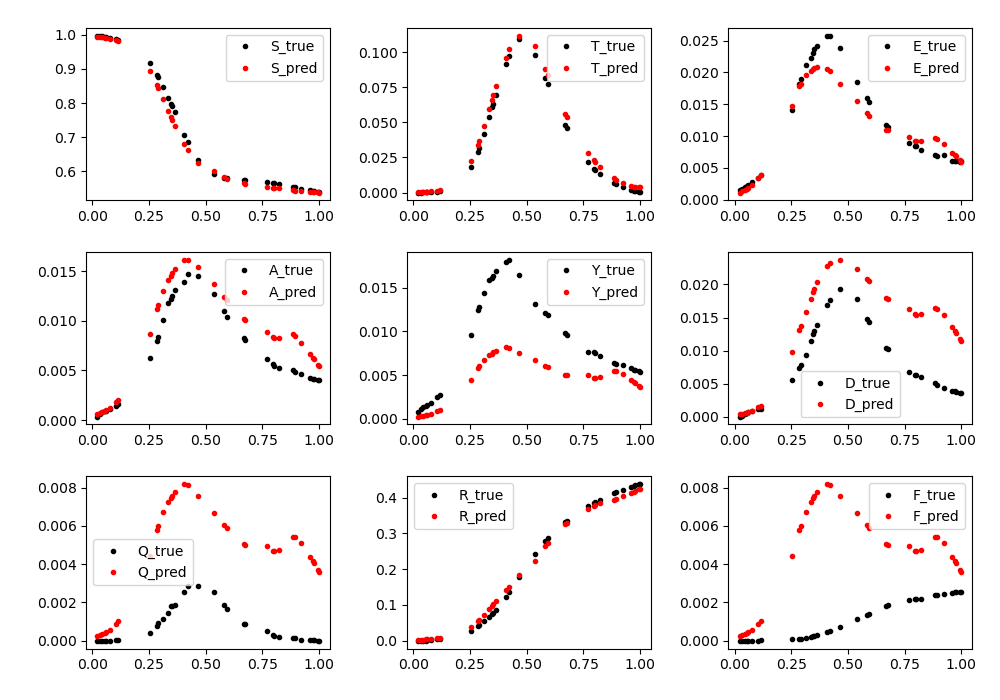 1.0
0.9
0.8
0.7
0.6
0.00 0.25 0.50 0.75 1.00
S_true
S_pred
0.100
0.075
0.050
0.025
0.000
0.00 0.25 0.50 0.75 1.00
T_true
T_pred
0.025
0.020
0.015
0.010
0.005
0.000
0.00 0.25 0.50 0.75 1.00
E_true
E_pred
0.015
0.010
0.005
0.000
0.00 0.25 0.50 0.75 1.00
A_true
A_pred
0.015
0.010
0.005
0.000
0.00 0.25 0.50 0.75 1.00
Y_true
Y_pred
0.020
0.015
0.010
0.005
0.000
0.00 0.25 0.50 0.75 1.00
D_true
D_pred
0.008
0.006
0.004
0.002
0.000
0.00 0.25 0.50 0.75 1.00
Q_true
Q_pred
0.4
0.3
0.2
0.1
0.0
0.00 0.25 0.50 0.75 1.00
R_true
R_pred
0.008
0.006
0.004
0.002
0.000
0.00 0.25 0.50 0.75 1.00
F_true
F_pred